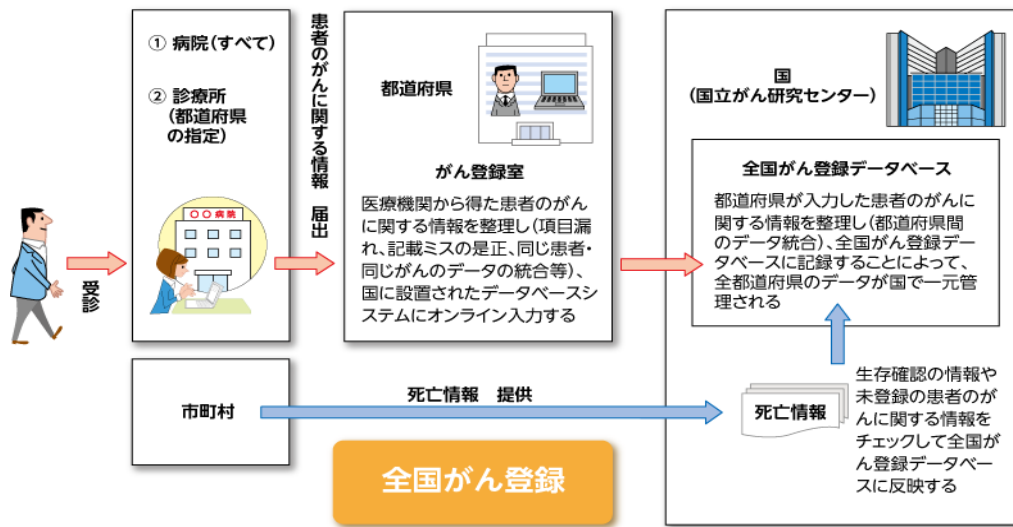 ① 病院(すべて)
② 診療所
(都道府県
の指定)
〇〇病院
受診
患者のがんに関する情報 届出
都道府県
がん登録室
医療機関から得た患者のがん
に関する情報を整理し(項目漏
れ、記載ミスの是正、同じ患者・
同じがんのデータの統合等)、
国に設置されたデータベースシ
ステムにオンライン入力する
国
(国立がん研究センター)
全国がん登録データベース
都道府県が入力した患者のがんに
関する情報を整理し(都道府県間
のデータ統合)、全国がん登録デー
タベースに記録することによって、
全都道府県のデータが国で一元管
理される
市町村
死亡情報 提供
死亡情報
生存確認の情報や
未登録の患者のが
んに関する情報を
チェックして全国が
ん登録データベー
スに反映する
全国がん登録